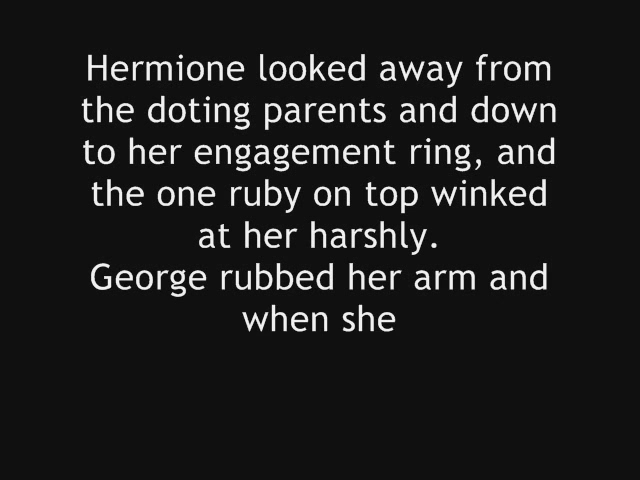 Hermione looked away from
the doting parents and down
to her engagement ring, and
the one ruby on top winked
at her harshly.
George rubbed her arm and
when she